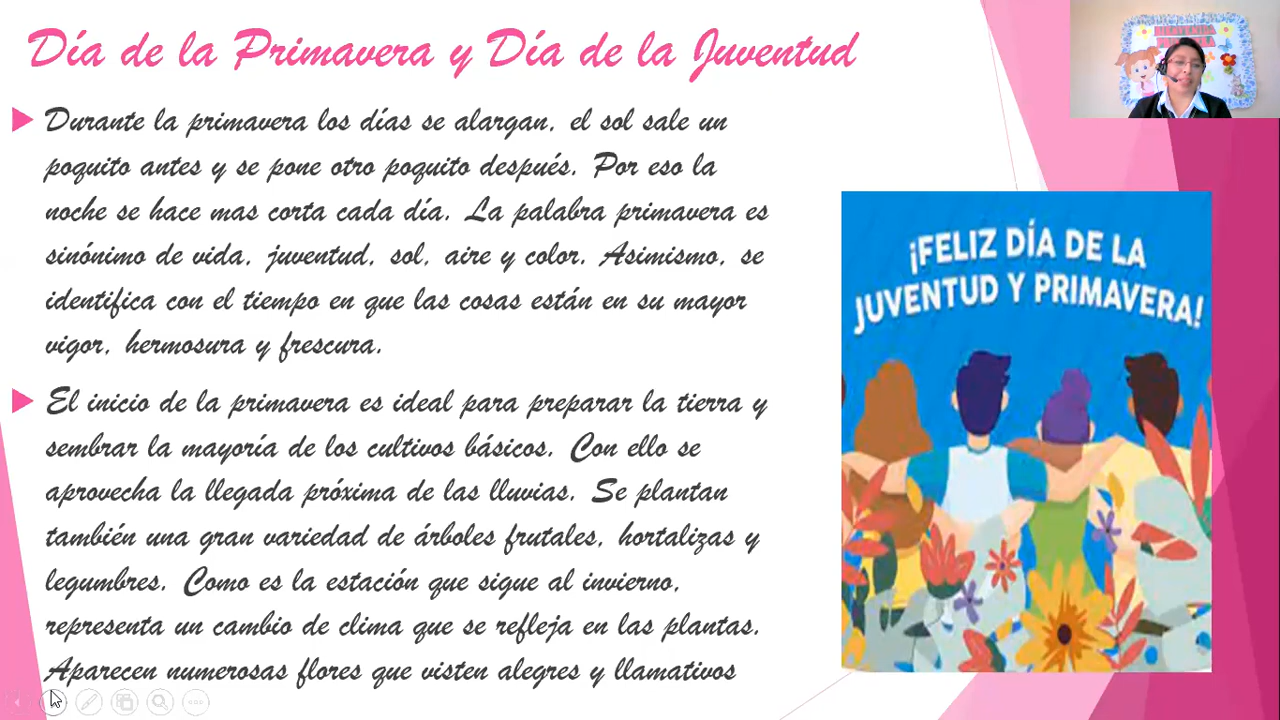 Día de la Primavera y Día de la Juventud
Durante la primavera los días se alargan, el sol sale un
poquito antes y se pone otro poquito después. Por eso la
noche se hace mas corta cada día. La palabra primavera es
sinónimo de vida, juventud, sol, aire y color. Asimismo, se
identifica con el tiempo en que las cosas están en su mayor
vigor, hermosura y frescura.
El inicio de la primavera es ideal para preparar la tierra y
sembrar la mayoría de los cultivos básicos. Con ello se
aprovecha la llegada próxima de las lluvias. Se plantan
también una gran variedad de árboles frutales, hortalizas y
legumbres. Como es la estación que sigue al invierno,
representa un cambio de clima que se refleja en las plantas.
Aparecen numerosas flores que visten alegres y llamativos
¡FELIZ DÍA DE LA
JUVENTUD Y PRIMAVERA!